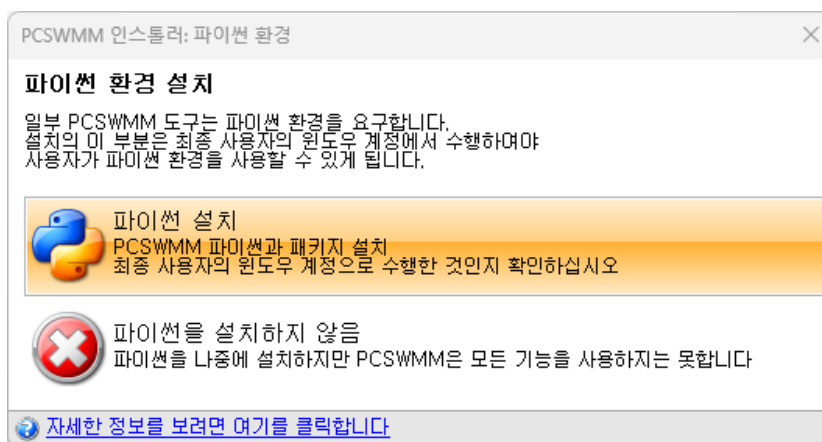 PCSWMM 인스톨러: 파이썬 환경
파이썬 환경 설치
일부 PCSWMM 도구는 파이썬 환경을 요구합니다.
설치의 이 부분은 최종 사용자의 윈도우 계정에서 수행하여야
사용자가 파이썬 환경을 사용할 수 있게 됩니다.
파이썬 설치
PCSWMM 파이썬과 패키지 설치
최종 사용자의 윈도우 계정으로 수행한 것인지 확인하십시오
파이썬을 설치하지 않음
파이썬을 나중에 설치하지만 PCSWMM은 모든 기능을 사용하지는 못합니다
자세한 정보를 보려면 여기를 클릭합니다